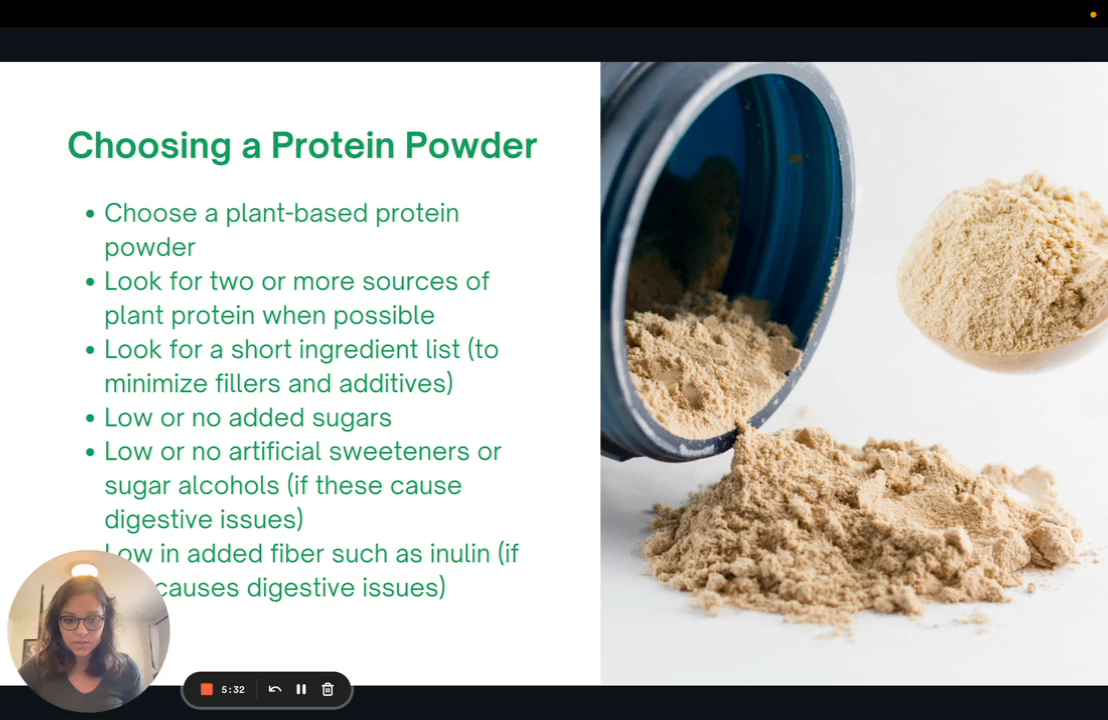 Choosing a Protein Powder
• Choose a plant-based protein
powder
• Look for two or more sources of
plant protein when possible
• Look for a short ingredient list (to
minimize fillers and additives)
• Low or no added sugars
• Low or no artificial sweeteners or
sugar alcohols (if these cause
digestive issues)
Low in added fiber such as inulin (if
causes digestive issues)
5:32